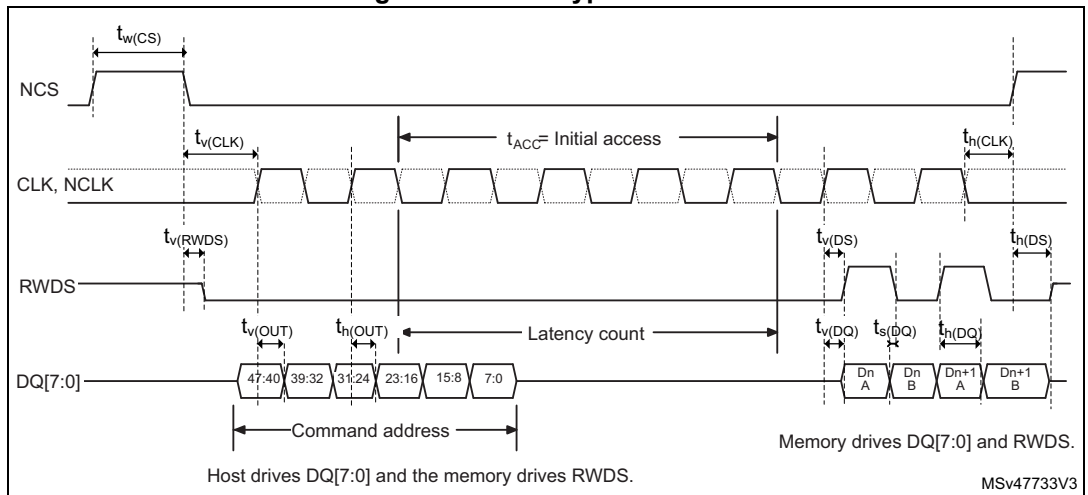 tw(CS)
NCS
tv(CLK)
tACC= Initial access
th(CLK)
CLK, NCLK
tv(RWDS)
tv(DS)
th(DS)
RWDS
tv(OUT)
th(OUT)
Latency count
tv(DQ)
ts(DQ)
th(DQ)
DQ[7:0]
47:40
39:32
31:24
23:16
15:8
7:0
Dn
A
Dn
B
Dn+1
A
Dn+1
B
Command address
Memory drives DQ[7:0] and RWDS.
Host drives DQ[7:0] and the memory drives RWDS.
MSv47733V3